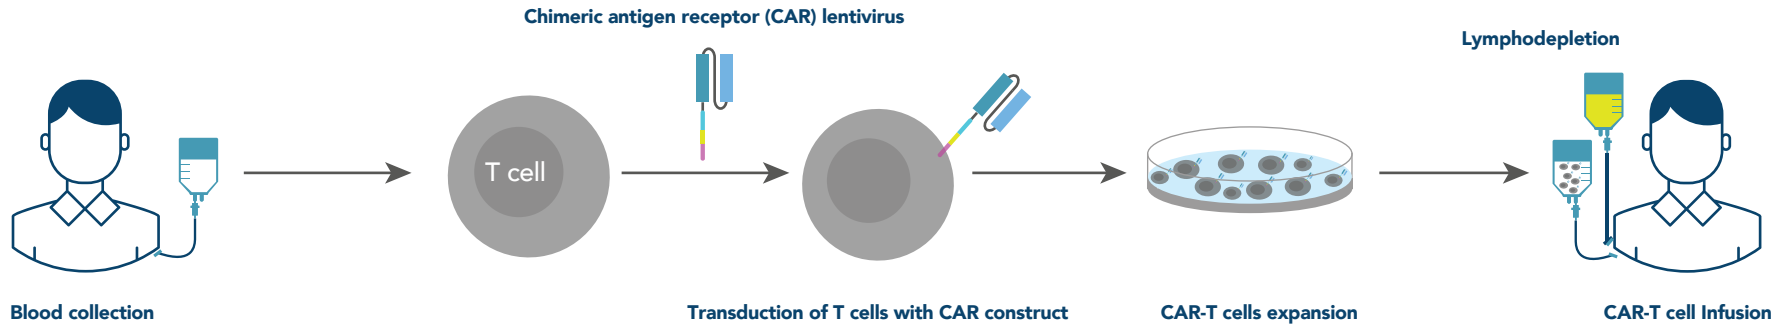 Chimeric antigen receptor (CAR) lentivirus
Lymphodepletion
T cell
Blood collection
Transduction of T cells with CAR construct
CAR-T cells expansion
CAR-T cell Infusion